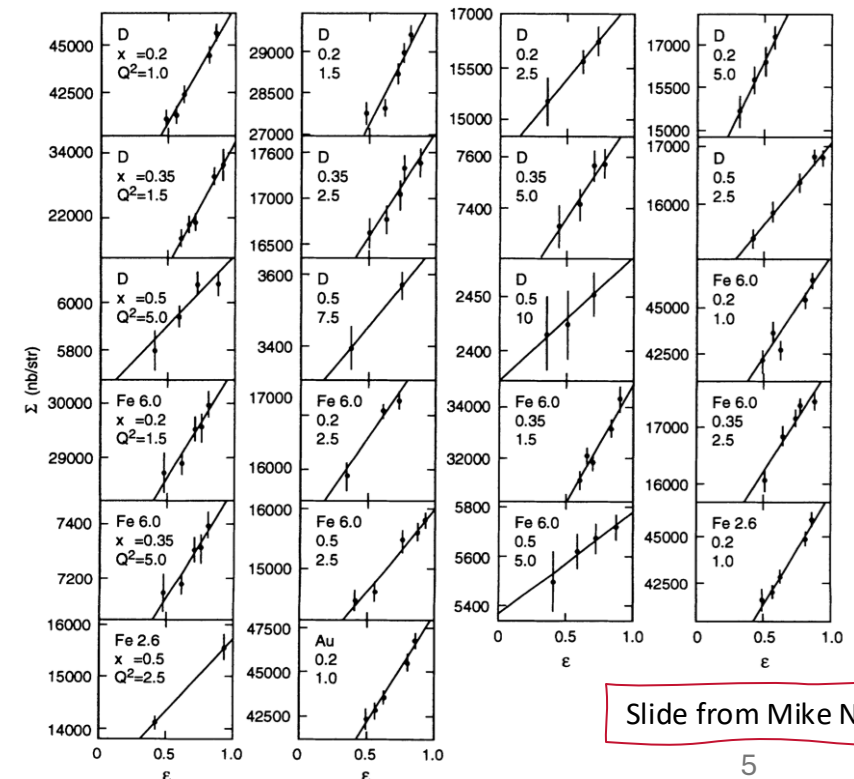 Σ (nb/str)
45000
42500
D
x =0.2
Q²=1.0
29000
28500
27000
D
0.2
1.5
17000
15500
15000
D
0.2
2.5
17000
15500
15000
D
0.2
5.0
34000
22000
D
x =0.35
Q²=1.5
17600
17000
16500
D
0.35
2.5
7600
7400
D
0.35
5.0
17000
16000
D
0.5
2.5
6000
5800
D
x =0.5
Q²=5.0
3600
3400
D
0.5
7.5
2450
2400
D
0.5
10
45000
42500
Fe 6.0
0.2
1.0
30000
29000
Fe 6.0
x =0.2
Q²=1.5
17000
16000
Fe 6.0
0.2
2.5
34000
32000
Fe 6.0
0.35
1.5
17000
16000
Fe 6.0
0.35
2.5
7400
7200
Fe 6.0
x =0.35
Q²=5.0
16000
15000
Fe 6.0
0.5
2.5
5800
5600
5400
Fe 6.0
0.5
5.0
45000
42500
Fe 2.6
0.2
1.0
0 0.5 1.0
ε
0 0.5 1.0
ε
16000
15000
14000
Fe 2.6
x =0.5
Q²=2.5
47500
45000
42500
Au
0.2
1.0
0 0.5 1.0
ε
0 0.5 1.0
ε
Slide from Mike N
5